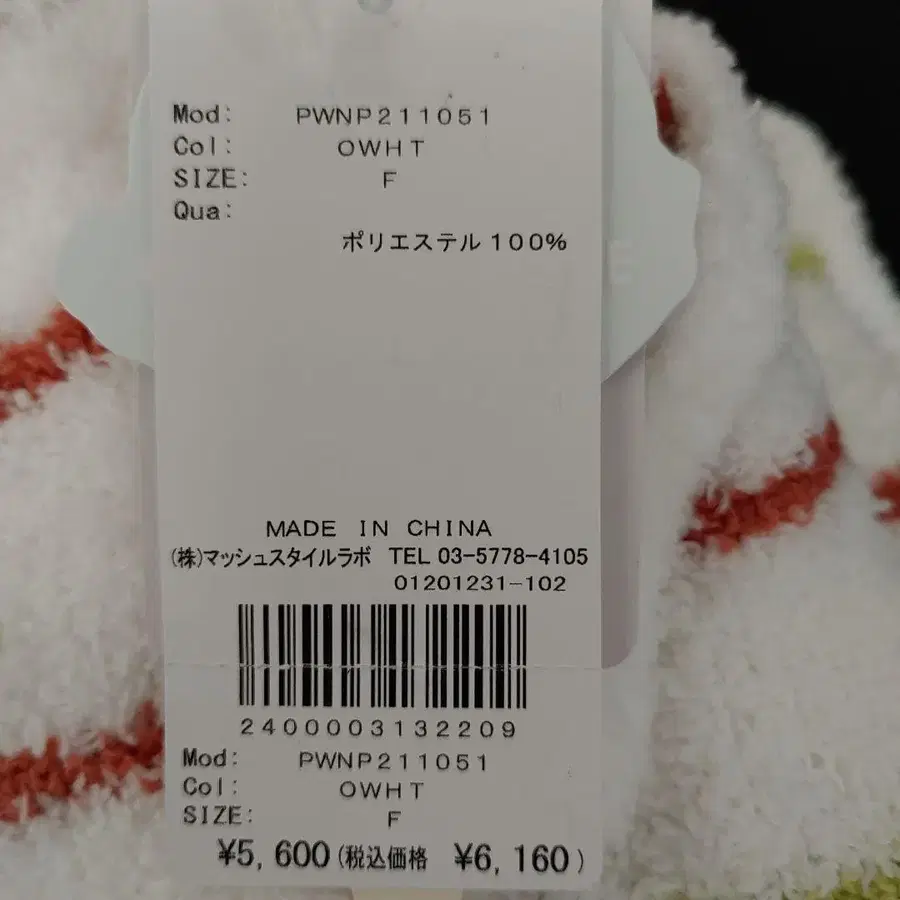 Mod: PWNP211051
Col: OWHT
SIZE: F
Qua:
ポリエステル100%
E
MADE IN CHINA
(株)マッシュスタイルラボ TEL 03-5778-4105
01201231-102
2400003132209
Mod: PWNP211051
Col: OWHT
SIZE: F
¥5,600(税込価格 ¥6,160)